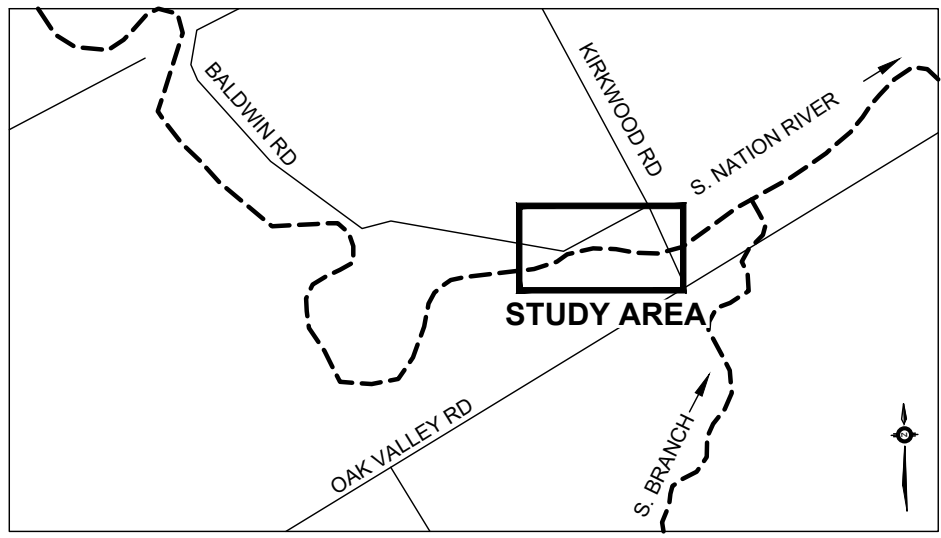 BALDWIN RD
KIRKWOOD RD
S. NATION RIVER
STUDY AREA
OAK VALLEY RD
S. BRANCH
Z